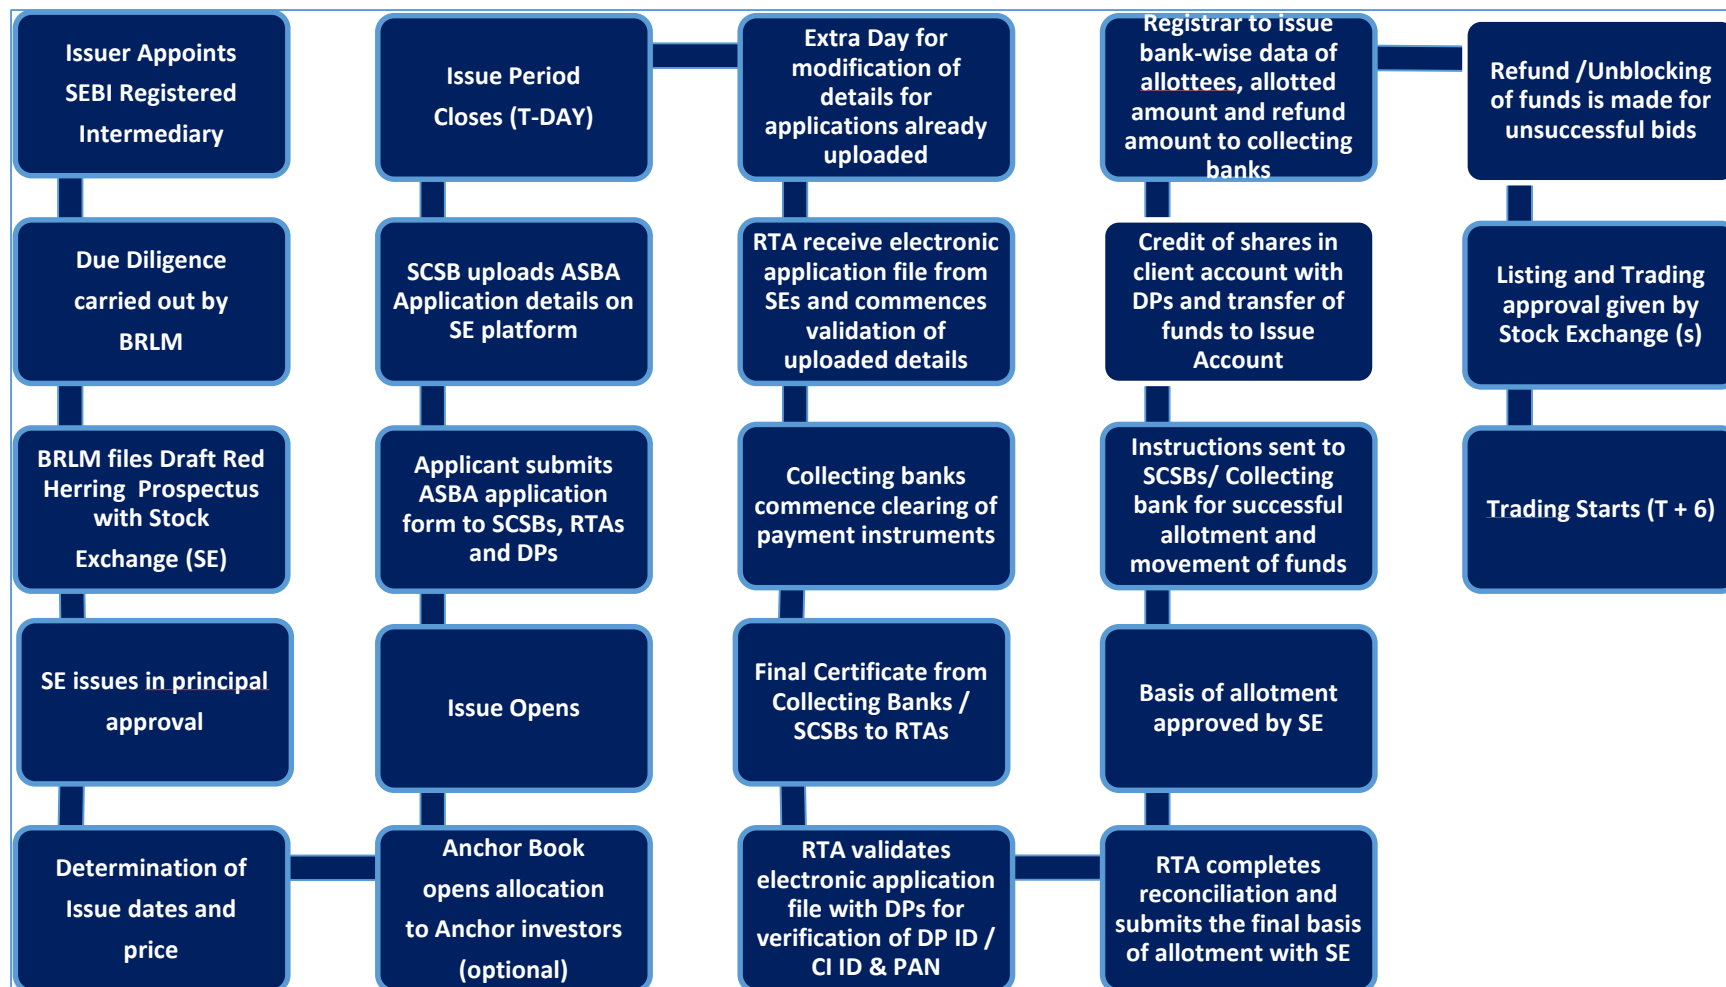 Issuer Appoints
SEBI Registered
Intermediary
Due Diligence
carried out by
BRLM
BRLM files Draft Red
Herring Prospectus
with Stock
Exchange (SE)
SE issues in principal
approval
Determination of
Issue dates and
price
Issue Period
Closes (T-DAY)
SCSB uploads ASBA
Application details on
SE platform
Applicant submits
ASBA application
form to SCSBs, RTAs
and DPs
Issue Opens
Anchor Book
opens allocation
to Anchor investors
(optional)
Extra Day for
modification of
details for
applications already
uploaded
RTA receive electronic
application file from
SEs and commences
validation of
uploaded details
Collecting banks
commence clearing of
payment instruments
Final Certificate from
Collecting Banks /
SCSBs to RTAs
RTA validates
electronic application
file with DPs for
verification of DP ID /
CI ID & PAN
Registrar to issue
bank-wise data of
allottees, allotted
amount and refund
amount to collecting
banks
Credit of shares in
client account with
DPs and transfer of
funds to Issue
Account
Instructions sent to
SCSBs/ Collecting
bank for successful
allotment and
movement of funds
Basis of allotment
approved by SE
RTA completes
reconciliation and
submits the final basis
of allotment with SE
Refund /Unblocking
of funds is made for
unsuccessful bids
Listing and Trading
approval given by
Stock Exchange (s)
Trading Starts (T + 6)